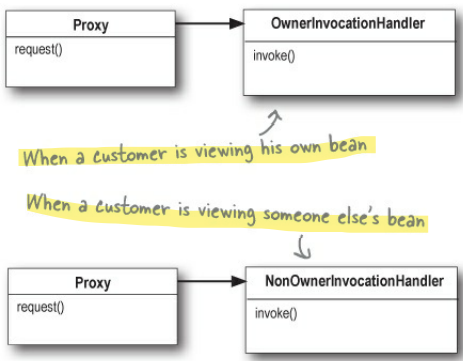 Proxy
request()
OwnerInvocationHandler
invoke()
When a customer is viewing his own bean
When a customer is viewing someone else's bean
Proxy
request()
NonOwnerInvocationHandler
invoke()